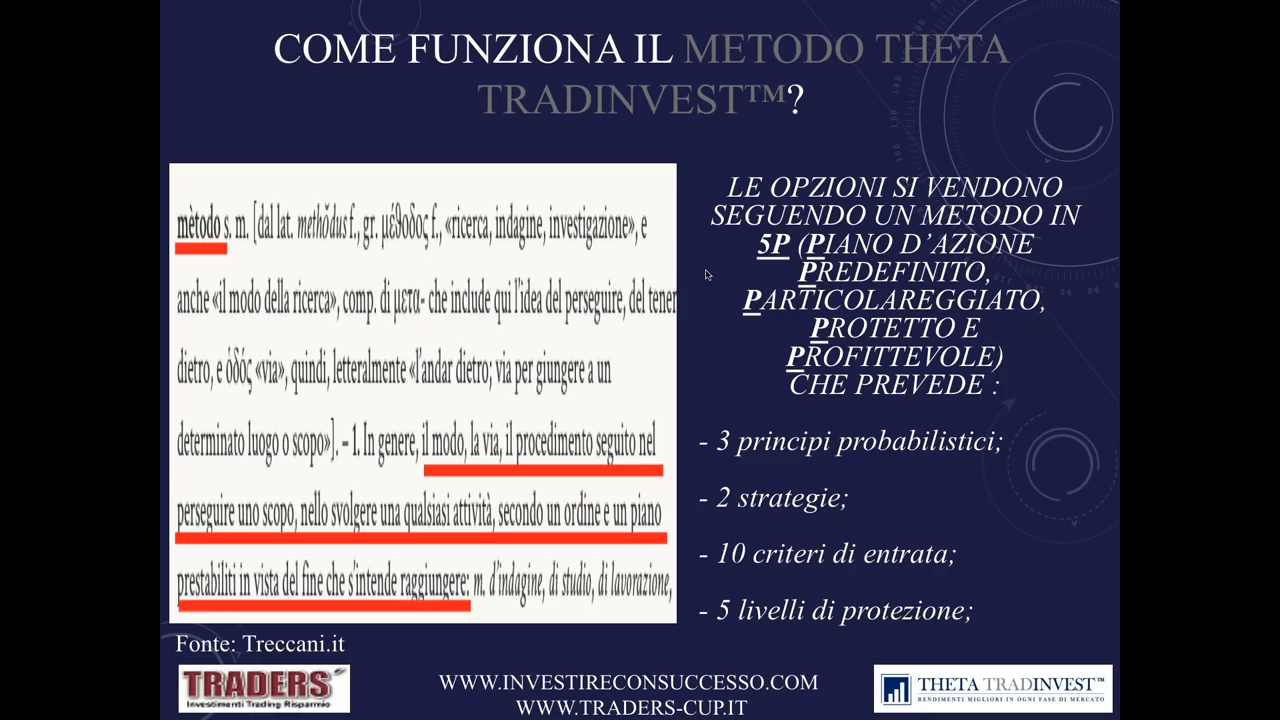 COME FUNZIONA IL METODO THETA
TRADINVEST™?
mètodo s. m. [dal lat. methŏdus f., gr. μέθοδος f., «ricerca, indagine, investigazione», e
anche «il modo della ricerca», comp. di μετα- che include qui l'idea del perseguire, del tener
dietro, e ὁδός «via», quindi, letteralmente «l'andar dietro; via per giungere a un
determinato luogo o scopo»]. – 1. In genere, il modo, la via, il procedimento seguito nel
perseguire uno scopo, nello svolgere una qualsiasi attività, secondo un ordine e un piano
prestabiliti in vista del fine che s'intende raggiungere: m. d'indagine, di studio, di lavorazione,
Fonte: Treccani.it
LE OPZIONI SI VENDONO
SEGUENDO UN METODO IN
5P (PIANO D'AZIONE
PREDEFINITO,
PARTICOLAREGGIATO,
PROTETTO E
PROFITTEVOLE)
CHE PREVEDE :
- 3 principi probabilistici;
- 2 strategie;
- 10 criteri di entrata;
- 5 livelli di protezione;
TRADERS´
Investimenti Trading Risparmio
WWW.INVESTIRECONSUCCESSO.COM
WWW.TRADERS-CUP.IT
THETA TRADINVEST™
RENDIMENTI MIGLIORI IN OGNI FASE DI MERCATO